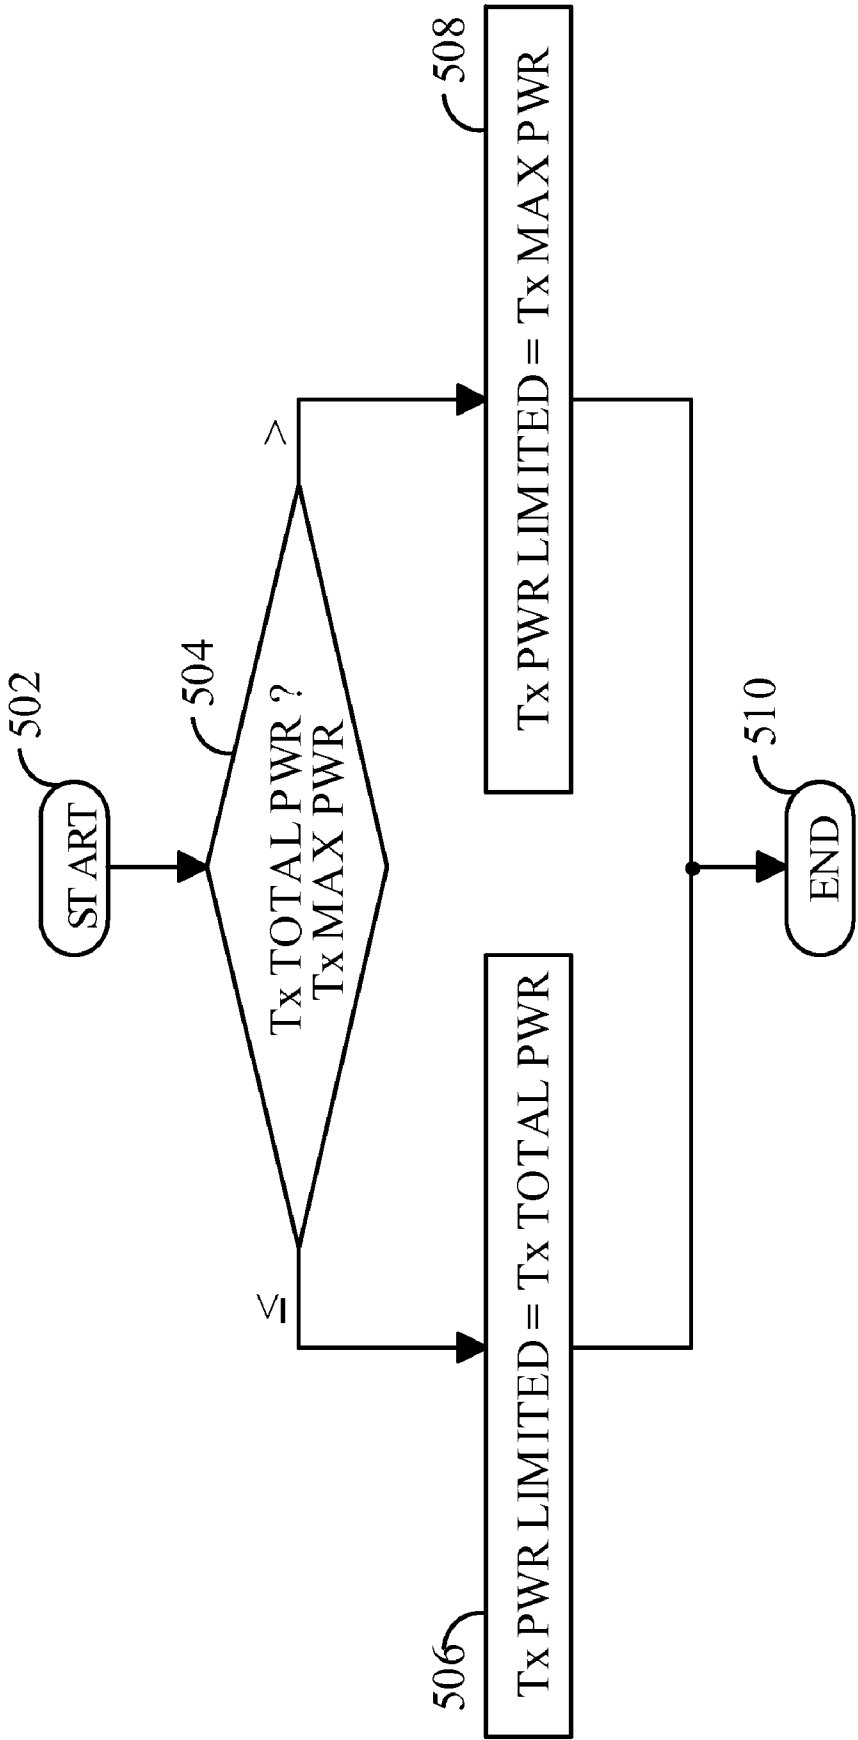 502
START
504
Tx TOTAL PWR ?
Tx MAX PWR
≤
>
506
Tx PWR LIMITED = Tx TOTAL PWR
508
Tx PWR LIMITED = Tx MAX PWR
510
END